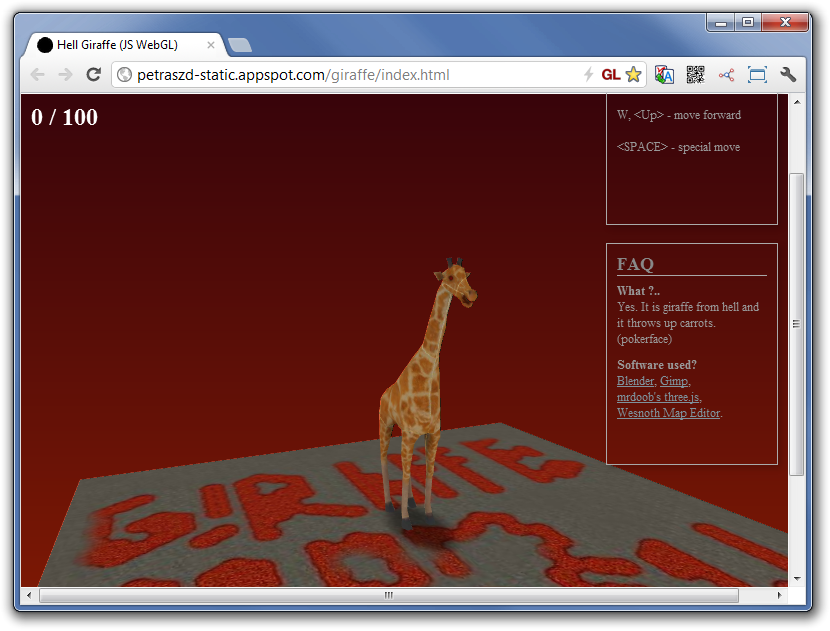 Hell Giraffe (JS WebGL)
petraszd-static.appspot.com/giraffe/index.html
GL
0 / 100
W, <Up> - move forward
<SPACE> - special move
FAQ
What ?..
Yes. It is giraffe from hell and
it throws up carrots.
(pokerface)
Software used?
Blender, Gimp,
mrdoob's three.js,
Wesnoth Map Editor.
GIRAFFE